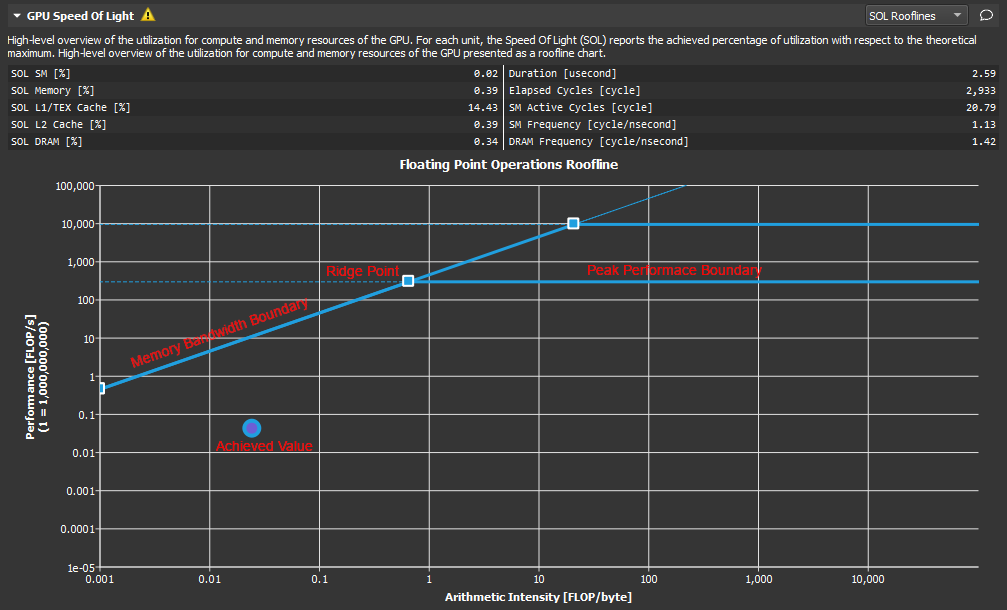 GPU Speed Of Light
SOL Rooflines
High-level overview of the utilization for compute and memory resources of the GPU. For each unit, the Speed Of Light (SOL) reports the achieved percentage of utilization with respect to the theoretical
maximum. High-level overview of the utilization for compute and memory resources of the GPU presented as a roofline chart.
SOL SM [%] 0.02 Duration [usecond] 2.59
SOL Memory [%] 0.39 Elapsed Cycles [cycle] 2,933
SOL L1/TEX Cache [%] 14.43 SM Active Cycles [cycle] 20.79
SOL L2 Cache [%] 0.39 SM Frequency [cycle/nsecond] 1.13
SOL DRAM [%] 0.34 DRAM Frequency [cycle/nsecond] 1.42
Floating Point Operations Roofline
100,000
10,000
1,000
100
10
1
0.1
0.01
0.001
0.0001
1e-05
Performance [FLOP/s]
(1 = 1,000,000,000)
Ridge Point
Peak Performace Boundary
Memory Bandwidth Boundary
Achieved Value
0.001 0.01 0.1 1 10 100 1,000 10,000
Arithmetic Intensity [FLOP/byte]